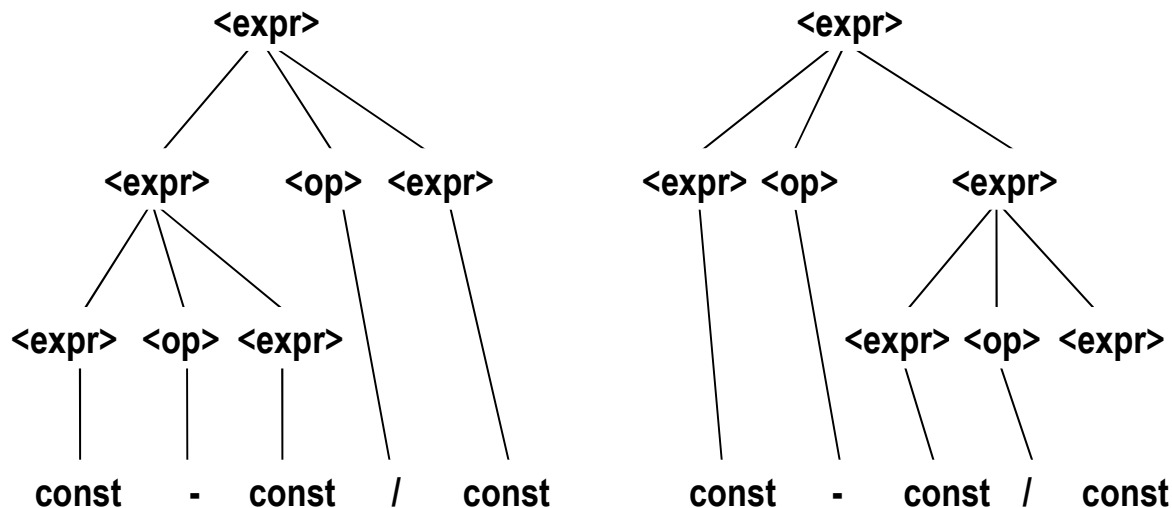 <expr> <expr>
<expr> <op> <expr> <expr> <op> <expr>
<expr> <op> <expr> <expr> <op> <expr>
const - const / const const - const / const